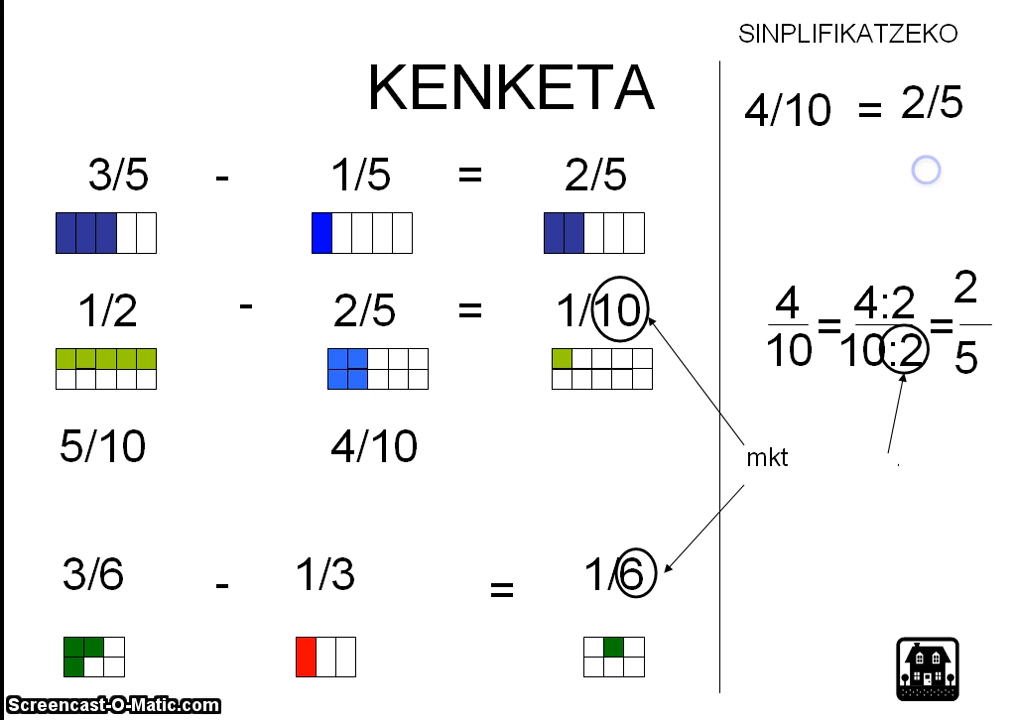 SINPLIFIKATZEKO
KENKETA
4/10 = 2/5
3/5 - 1/5 = 2/5
1/2 - 2/5 = 1/10
4/10 = 4:2/10:2 = 2/5
5/10 4/10
mkt
3/6 - 1/3 = 1/6
Screencast-O-Matic.com